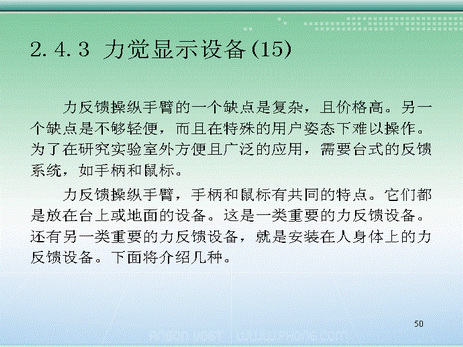 2.4.3 力觉显示设备(15)
力反馈操纵手臂的一个缺点是复杂，且价格高。另一
个缺点是不够轻便，而且在特殊的用户姿态下难以操作。
为了在研究实验室外方便且广泛的应用，需要台式的反馈
系统，如手柄和鼠标。
力反馈操纵手臂，手柄和鼠标有共同的特点。它们都
是放在台上或地面的设备。这是一类重要的力反馈设备。
还有另一类重要的力反馈设备，就是安装在人身体上的力
反馈设备。下面将介绍几种。
50